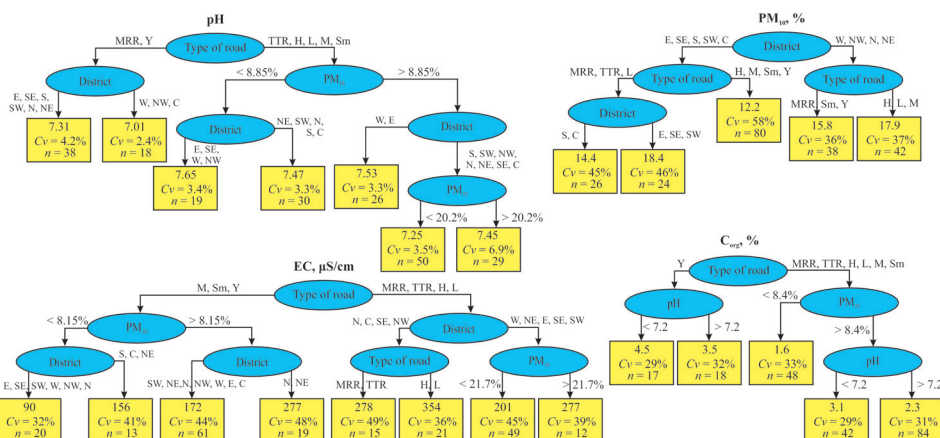 pH
MRR, Y
Type of road
TTR, H, L, M, Sm
District
E, SE, S,
SW, N, NE
W, NW, C
7.31
Cv = 4.2%
n = 38
7.01
Cv = 2.4%
n = 18
< 8.85%
PM₁₀
> 8.85%
District
E, SE,
W, NW
NE, SW, N,
S, C
7.65
Cv = 3.4%
n = 19
7.47
Cv = 3.3%
n = 30
W, E
District
7.53
Cv = 3.3%
n = 26
S, SW, NW,
N, NE, SE, C
PM₁₀
< 20.2%
> 20.2%
7.25
Cv = 3.5%
n = 50
7.45
Cv = 6.9%
n = 29
PM₁₀, %
E, SE, S, SW, C
District
W, NW, N, NE
MRR, TTR, L
Type of road
H, M, Sm, Y
S, C
E, SE, SW
14.4
Cv = 45%
n = 26
18.4
Cv = 46%
n = 24
12.2
Cv = 58%
n = 80
Type of road
MRR, Sm, Y
H, L, M
15.8
Cv = 36%
n = 38
17.9
Cv = 37%
n = 42
EC, µS/cm
M, Sm, Y
Type of road
MRR, TTR, H, L
< 8.15%
PM₁₀
> 8.15%
District
E, SE, SW, W, NW, N
S, C, NE
90
Cv = 32%
n = 20
156
Cv = 41%
n = 13
District
SW, NE, N, NW, W, E, C
N, NE
172
Cv = 44%
n = 61
277
Cv = 48%
n = 19
N, C, SE, NW
District
W, NE, E, SE, SW
Type of road
MRR, TTR
H, L
278
Cv = 49%
n = 15
354
Cv = 36%
n = 21
PM₁₀
< 21.7%
> 21.7%
201
Cv = 45%
n = 49
277
Cv = 39%
n = 12
Corg, %
Y
Type of road
MRR, TTR, H, L, M, Sm
pH
< 7.2
> 7.2
4.5
Cv = 29%
n = 17
3.5
Cv = 32%
n = 18
< 8.4%
PM₁₀
> 8.4%
1.6
Cv = 33%
n = 48
pH
< 7.2
> 7.2
3.1
Cv = 29%
n = 42
2.3
Cv = 31%
n = 84